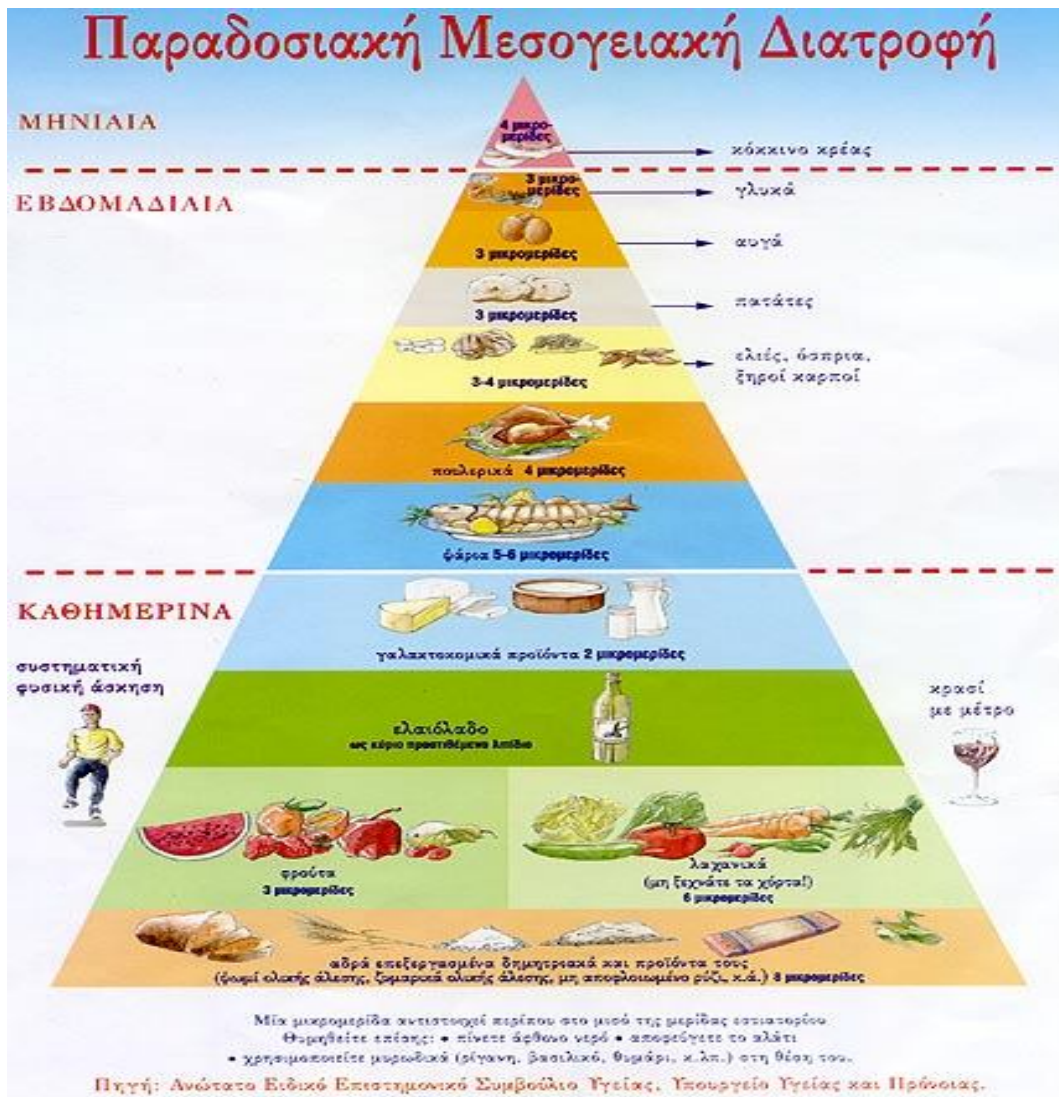 Παραδοσιακή Μεσογειακή Διατροφή
ΜΗΝΙΑΙΑ
4 μικρο-
μερίδες
κόκκινο κρέας
ΕΒΔΟΜΑΔΙΑΙΑ
3 μικρο-
μερίδες
γλυκά
3 μικρομερίδες
αυγά
3 μικρομερίδες
πατάτες
3-4 μικρομερίδες
ελιές, όσπρια,
ξηροί καρποί
πουλερικά 4 μικρομερίδες
ψάρια 5-6 μικρομερίδες
ΚΑΘΗΜΕΡΙΝΑ
συστηματική
φυσική άσκηση
γαλακτοκομικά προϊόντα 2 μικρομερίδες
κρασί
με μέτρο
ελαιόλαδο
ως κύριο προστιθέμενο λιπίδιο
φρούτα
3 μικρομερίδες
λαχανικά
(μη ξεχνάτε τα χόρτα!)
6 μικρομερίδες
αδρά επεξεργασμένα δημητριακά και προϊόντα τους
(ψωμί ολικής άλεσης, ζυμαρικά ολικής άλεσης, μη αποφλοιωμένο ρύζι, κ.ά.) 8 μικρομερίδες
Μία μικρομερίδα αντιστοιχεί περίπου στο μισό της μερίδας εστιατορίου
Θυμηθείτε επίσης: • πίνετε άφθονο νερό • αποφεύγετε το αλάτι
• χρησιμοποιείτε μυρωδικά (ρίγανη, βασιλικό, θυμάρι, κ.λπ.) στη θέση του.
Πηγή: Ανώτατο Ειδικό Επιστημονικό Συμβούλιο Υγείας, Υπουργείο Υγείας και Πρόνοιας.